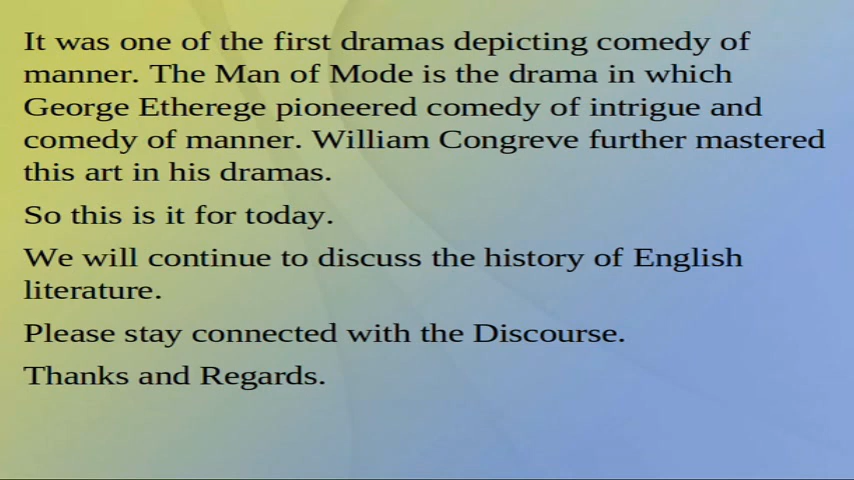 It was one of the first dramas depicting comedy of
manner. The Man of Mode is the drama in which
George Etherege pioneered comedy of intrigue and
comedy of manner. William Congreve further mastered
this art in his dramas.
So this is it for today.
We will continue to discuss the history of English
literature.
Please stay connected with the Discourse.
Thanks and Regards.